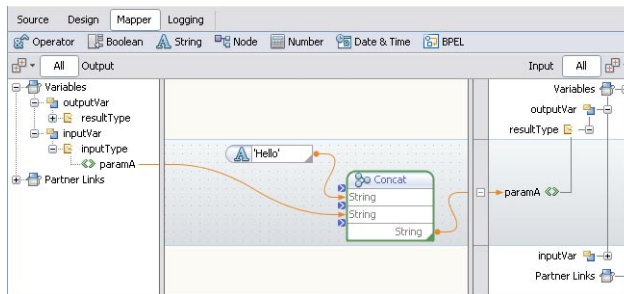 Source Design Mapper Logging
Operator Boolean String Node Number Date & Time BPEL
All Output Input All
Variables
outputVar
resultType
inputVar
inputType
paramA
Partner Links
'Hello'
Concat
String
String
String
Variables
outputVar
resultType
paramA
inputVar
Partner Links